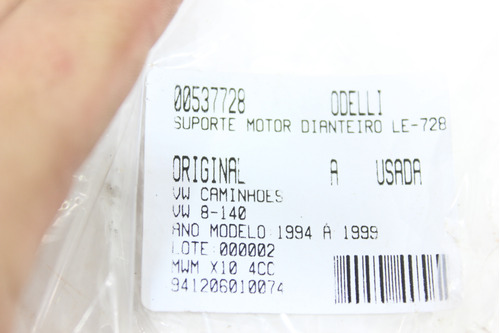 00537728 ODELLI
SUPORTE MOTOR DIANTEIRO LE-728
ORIGINAL A USADA
VW CAMINHOES
VW 8-140
ANO MODELO 1994 A 1999
LOTE 000002
MWM X10 4CC
941206010074